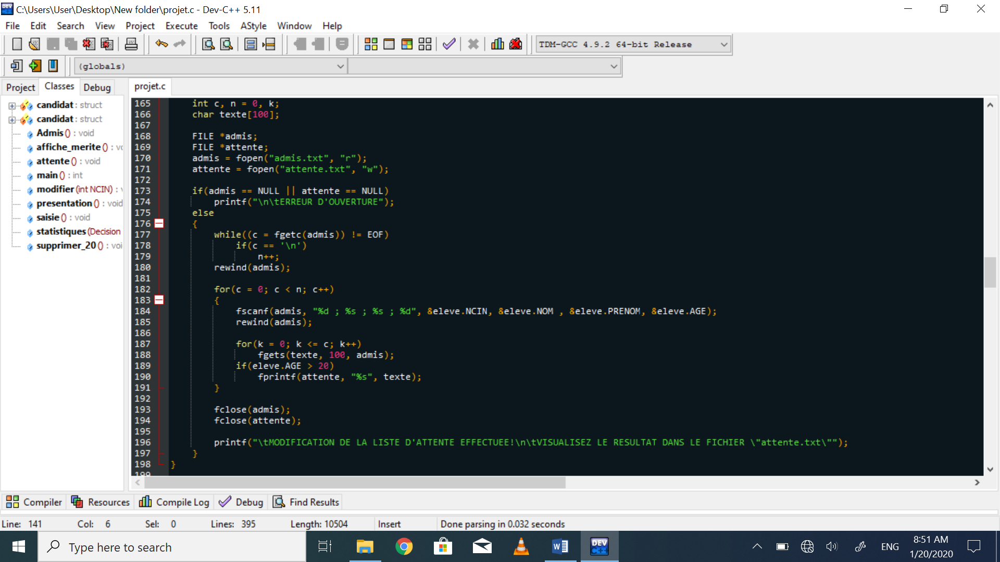 C:\Users\User\Desktop\New folder\projet.c - Dev-C++ 5.11
File Edit Search View Project Execute Tools AStyle Window Help
TDM-GCC 4.9.2 64-bit Release
(globals)
Project Classes Debug
projet.c
candidat : struct
candidat : struct
Admis () : void
affiche_merite () : vo
attente () : void
main () : int
modifier (int NCIN) :
presentation () : void
saisie () : void
statistiques (Decision
supprimer_20 () : voi
165 int c, n = 0, k;
166 char texte[100];
167
168 FILE *admis;
169 FILE *attente;
170 admis = fopen("admis.txt", "r");
171 attente = fopen("attente.txt", "w");
172
173 if(admis == NULL || attente == NULL)
174 printf("\n\tERREUR D'OUVERTURE");
175 else
176 {
177 while((c = fgetc(admis)) != EOF)
178 if(c == '\n')
179 n++;
180 rewind(admis);
181
182 for(c = 0; c < n; c++)
183 {
184 fscanf(admis, "%d ; %s ; %s ; %d", &eleve.NCIN, &eleve.NOM , &eleve.PRENOM, &eleve.AGE);
185 rewind(admis);
186
187 for(k = 0; k <= c; k++)
188 fgets(texte, 100, admis);
189 if(eleve.AGE > 20)
190 fprintf(attente, "%s", texte);
191 }
192
193 fclose(admis);
194 fclose(attente);
195
196 printf("\tMODIFICATION DE LA LISTE D'ATTENTE EFFECTUEE!\n\tVISUALISEZ LE RESULTAT DANS LE FICHIER \"attente.txt\"");
197 }
198 }
199
Compiler Resources Compile Log Debug Find Results
Line: 141 Col: 6 Sel: 0 Lines: 395 Length: 10504 Insert Done parsing in 0.032 seconds
Type here to search
DEV C++
ENG
8:51 AM
1/20/2020